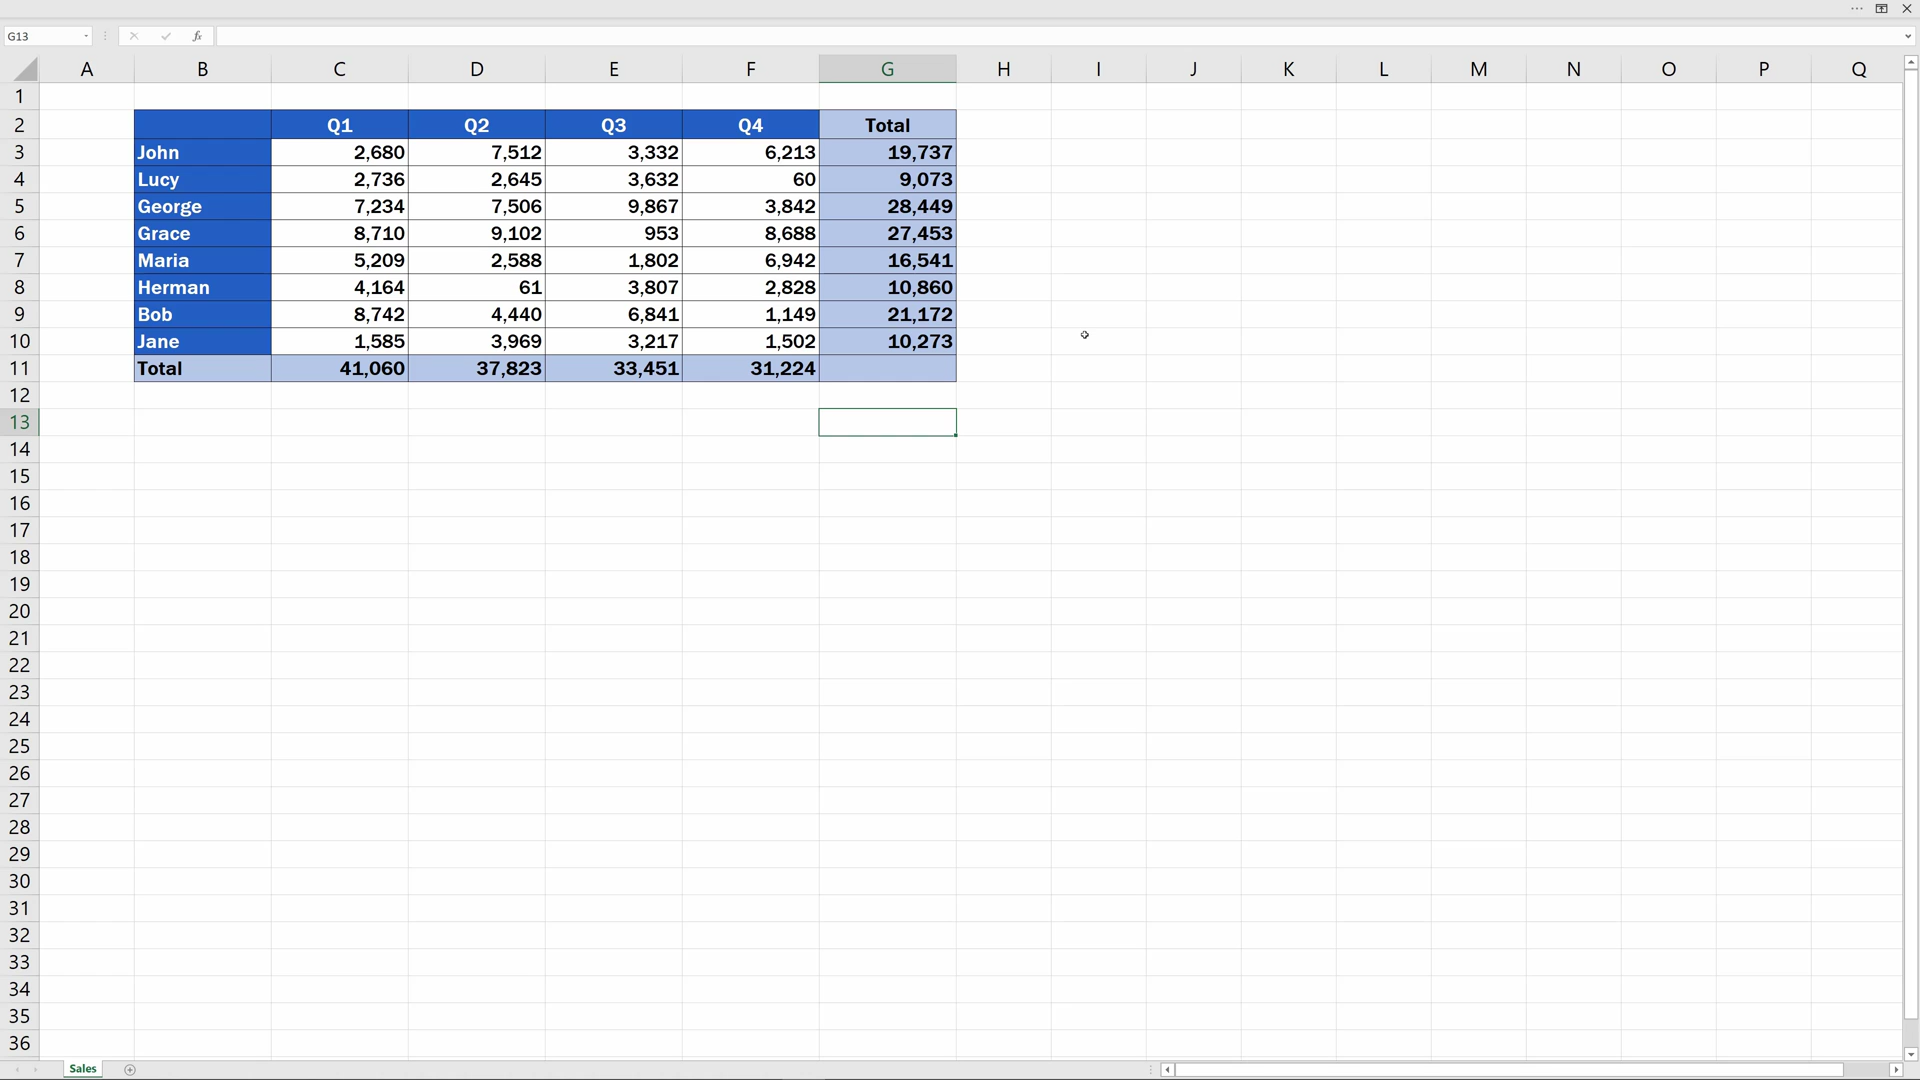 G13 fx
A B C D E F G H I J K L M N O P Q
1
2 Q1 Q2 Q3 Q4 Total
3 John 2,680 7,512 3,332 6,213 19,737
4 Lucy 2,736 2,645 3,632 60 9,073
5 George 7,234 7,506 9,867 3,842 28,449
6 Grace 8,710 9,102 953 8,688 27,453
7 Maria 5,209 2,588 1,802 6,942 16,541
8 Herman 4,164 61 3,807 2,828 10,860
9 Bob 8,742 4,440 6,841 1,149 21,172
10 Jane 1,585 3,969 3,217 1,502 10,273
11 Total 41,060 37,823 33,451 31,224
12
13
14
15
16
17
18
19
20
21
22
23
24
25
26
27
28
29
30
31
32
33
34
35
36
Sales